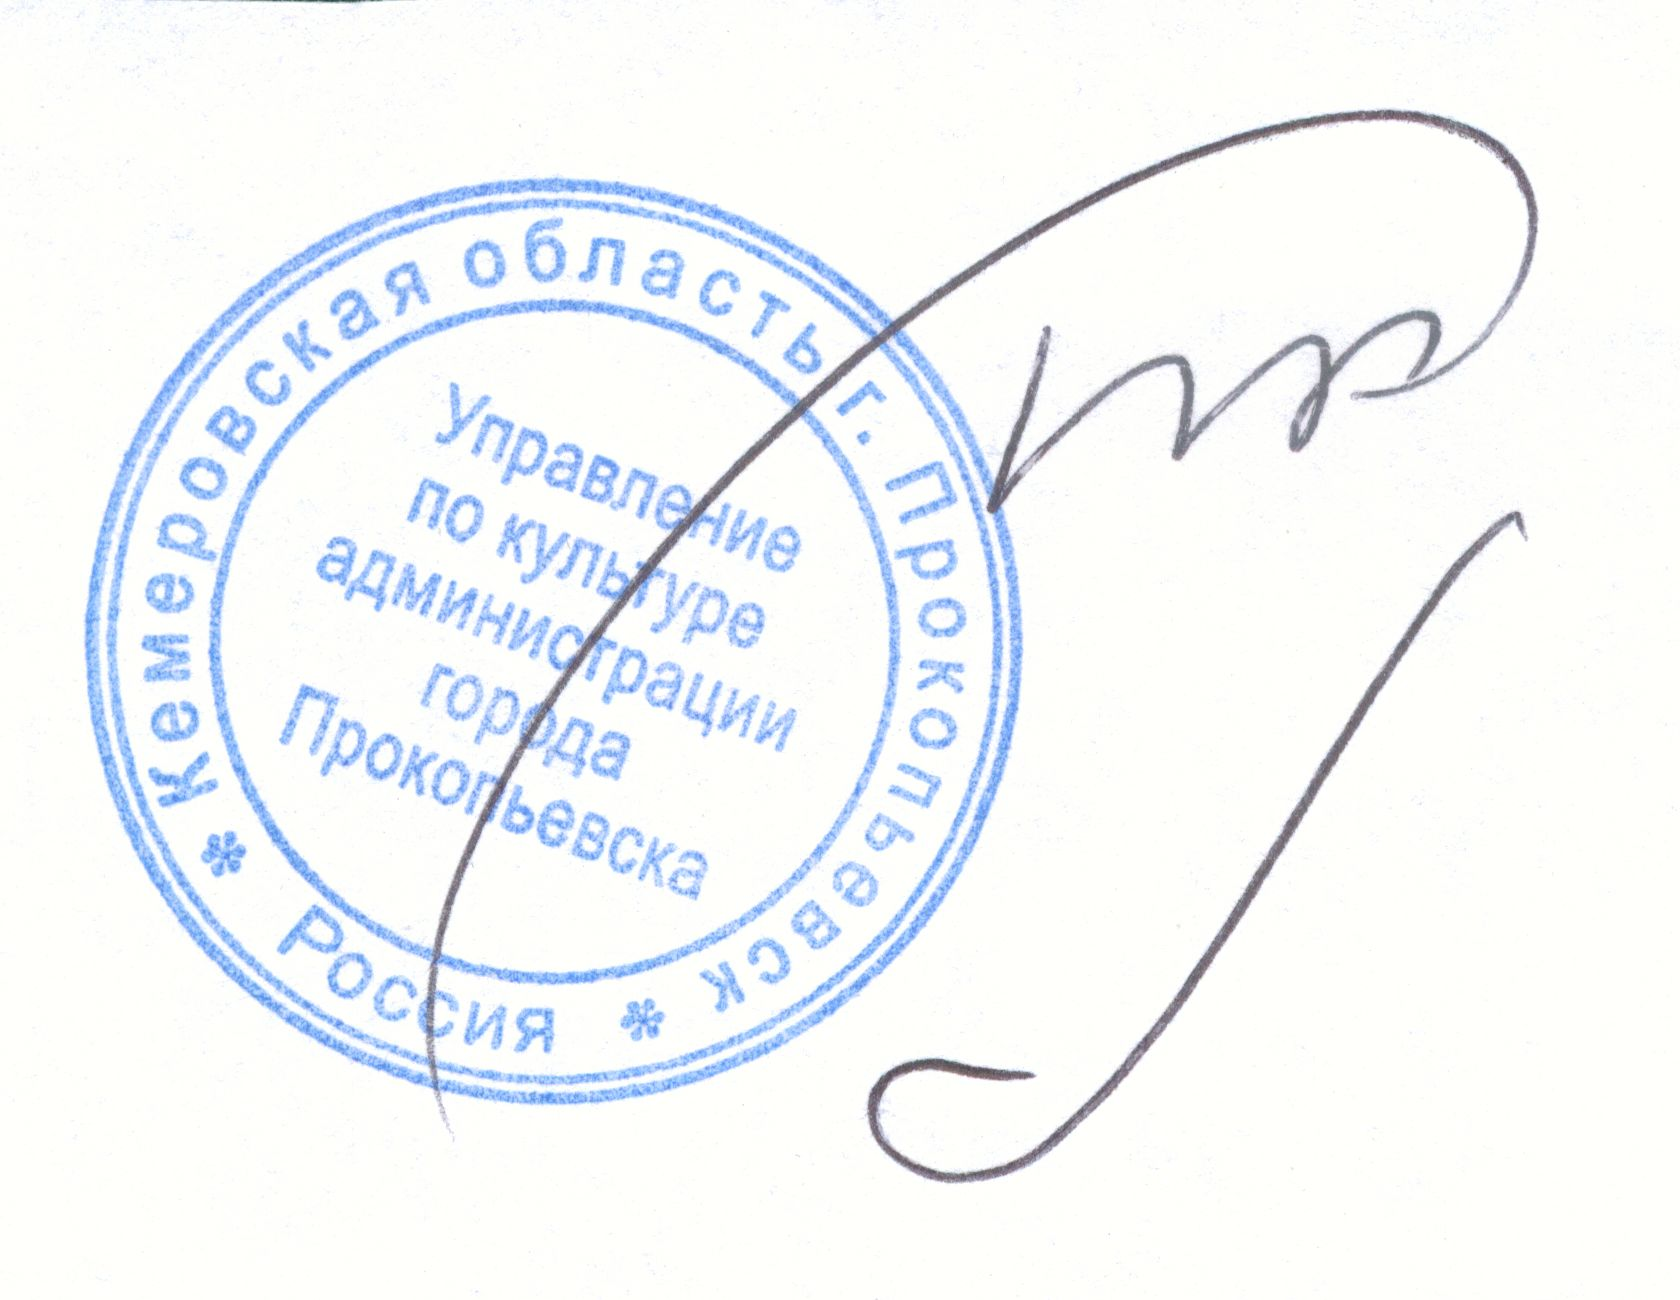 * Кемеровская область г. Прокопьевск *
Россия
Управление
по культуре
администрации
города
Прокопьевска